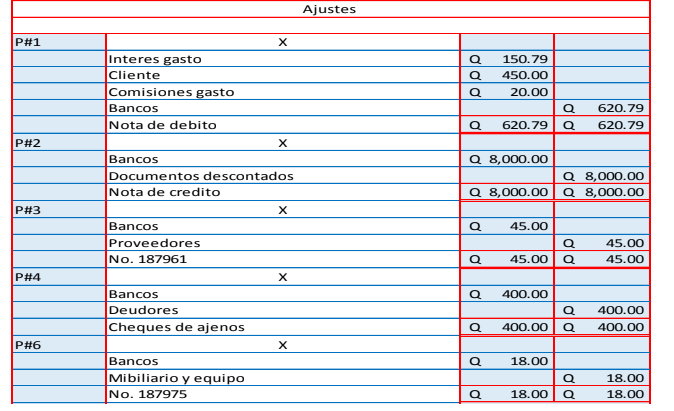 Ajustes
P#1 X
Interes gasto Q 150.79
Cliente Q 450.00
Comisiones gasto Q 20.00
Bancos Q 620.79
Nota de debito Q 620.79 Q 620.79
P#2 X
Bancos Q 8,000.00
Documentos descontados Q 8,000.00
Nota de credito Q 8,000.00 Q 8,000.00
P#3 X
Bancos Q 45.00
Proveedores Q 45.00
No. 187961 Q 45.00 Q 45.00
P#4 X
Bancos Q 400.00
Deudores Q 400.00
Cheques de ajenos Q 400.00 Q 400.00
P#6 X
Bancos Q 18.00
Mibiliario y equipo Q 18.00
No. 187975 Q 18.00 Q 18.00